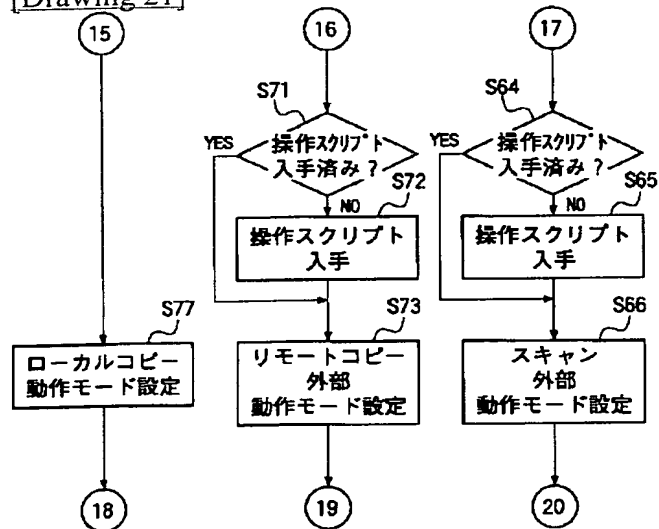 [Drawing 21]
15
16
17
S71
S64
YES
操作スクリプト
入手済み?
YES
操作スクリプト
入手済み?
S72
S65
NO
NO
操作スクリプト
入手
操作スクリプト
入手
S77
S73
S66
ローカルコピー
動作モード設定
リモートコピー
外部
動作モード設定
スキャン
外部
動作モード設定
18
19
20